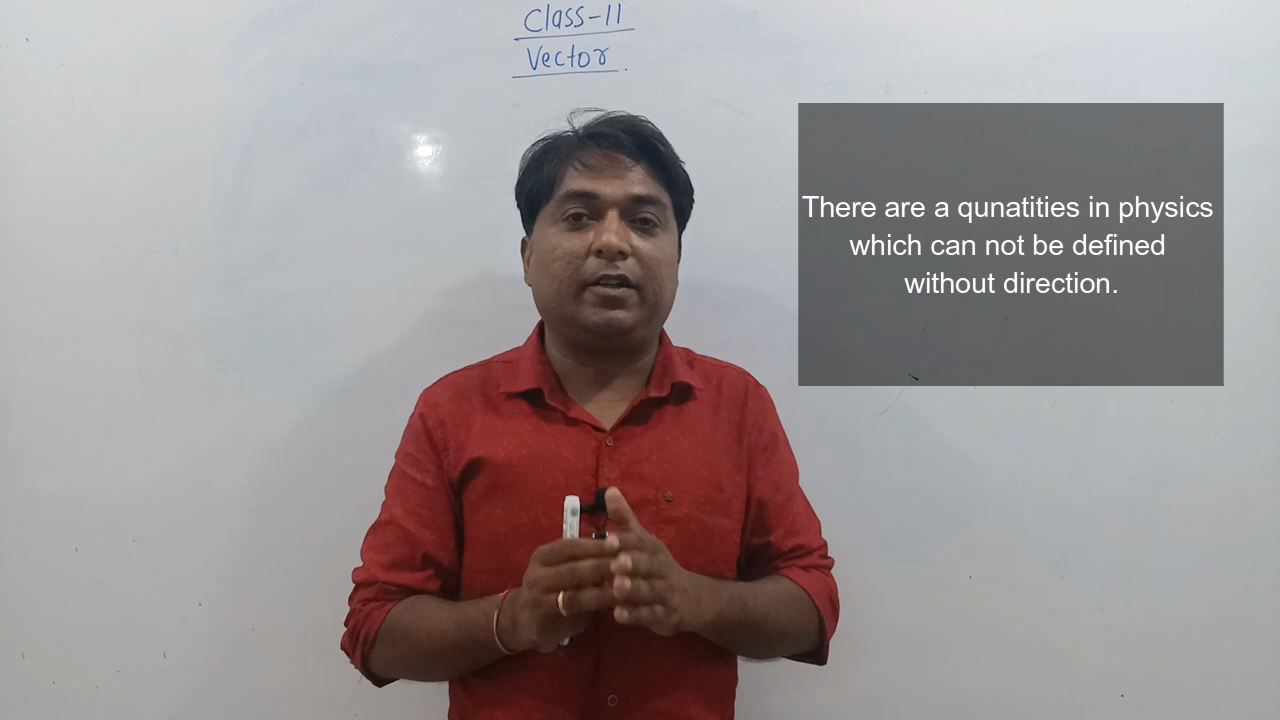 Class-11
Vector
There are a qunatities in physics
which can not be defined
without direction.